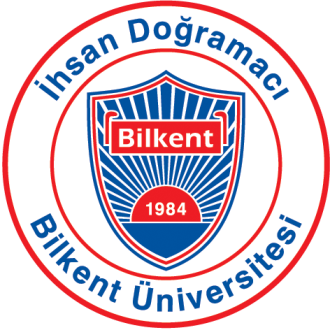 İhsan Doğramacı
Bilkent
1984
Bilkent Üniversitesi